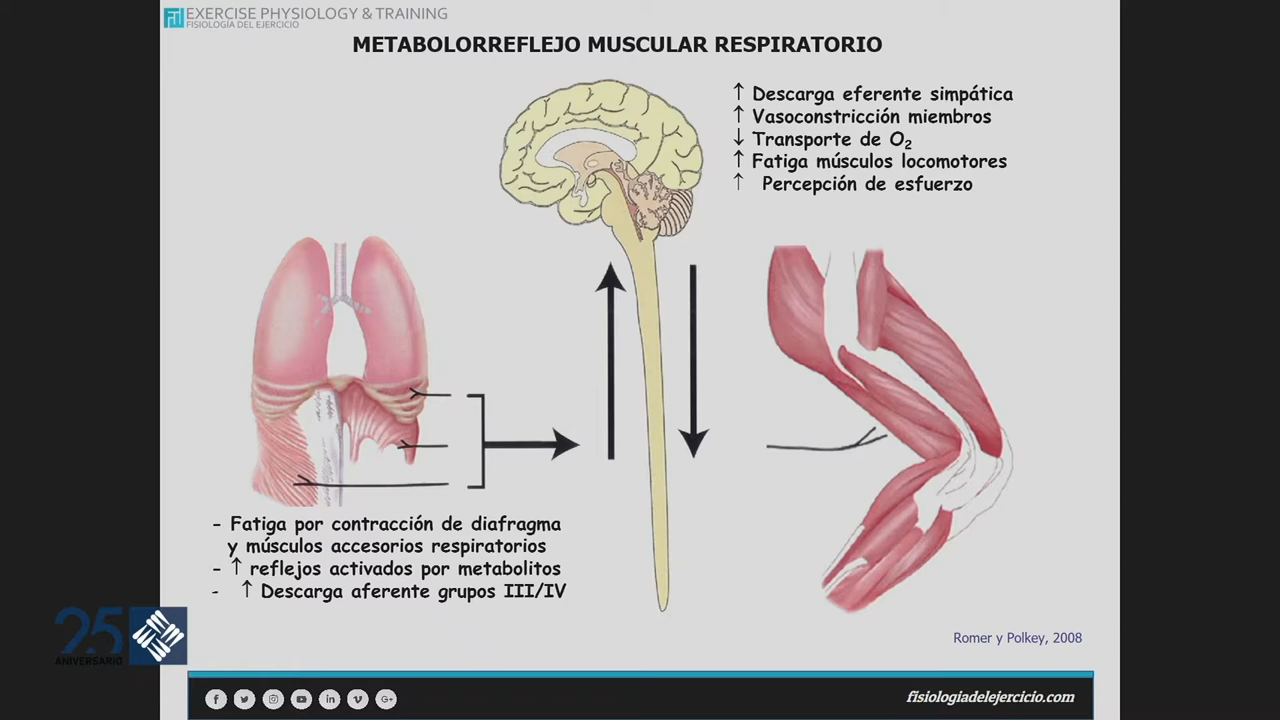 EXERCISE PHYSIOLOGY & TRAINING
FISIOLOGÍA DEL EJERCICIO
METABOLORREFLEJO MUSCULAR RESPIRATORIO
↑ Descarga eferente simpática
↑ Vasoconstricción miembros
↓ Transporte de O₂
↑ Fatiga músculos locomotores
↑ Percepción de esfuerzo
- Fatiga por contracción de diafragma
y músculos accesorios respiratorios
- ↑ reflejos activados por metabolitos
- ↑ Descarga aferente grupos III/IV
25
ANIVERSARIO
Romer y Polkey, 2008
fisiologiadelejercicio.com